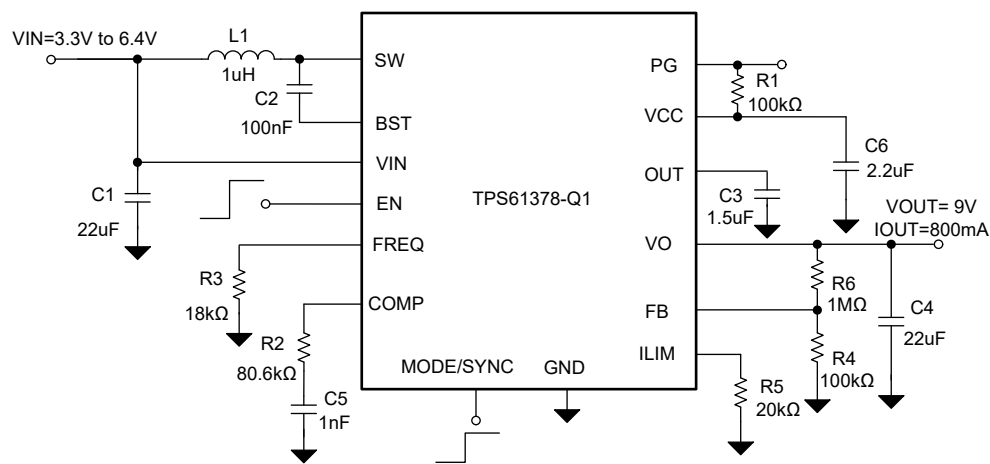 VIN=3.3V to 6.4V
L1
1uH
C2
100nF
C1
22uF
R3
18kΩ
R2
80.6kΩ
C5
1nF
SW
BST
VIN
EN
FREQ
COMP
MODE/SYNC
GND
TPS61378-Q1
PG
VCC
OUT
VO
FB
ILIM
R1
100kΩ
C6
2.2uF
C3
1.5uF
VOUT= 9V
IOUT=800mA
R6
1MΩ
C4
22uF
R4
100kΩ
R5
20kΩ